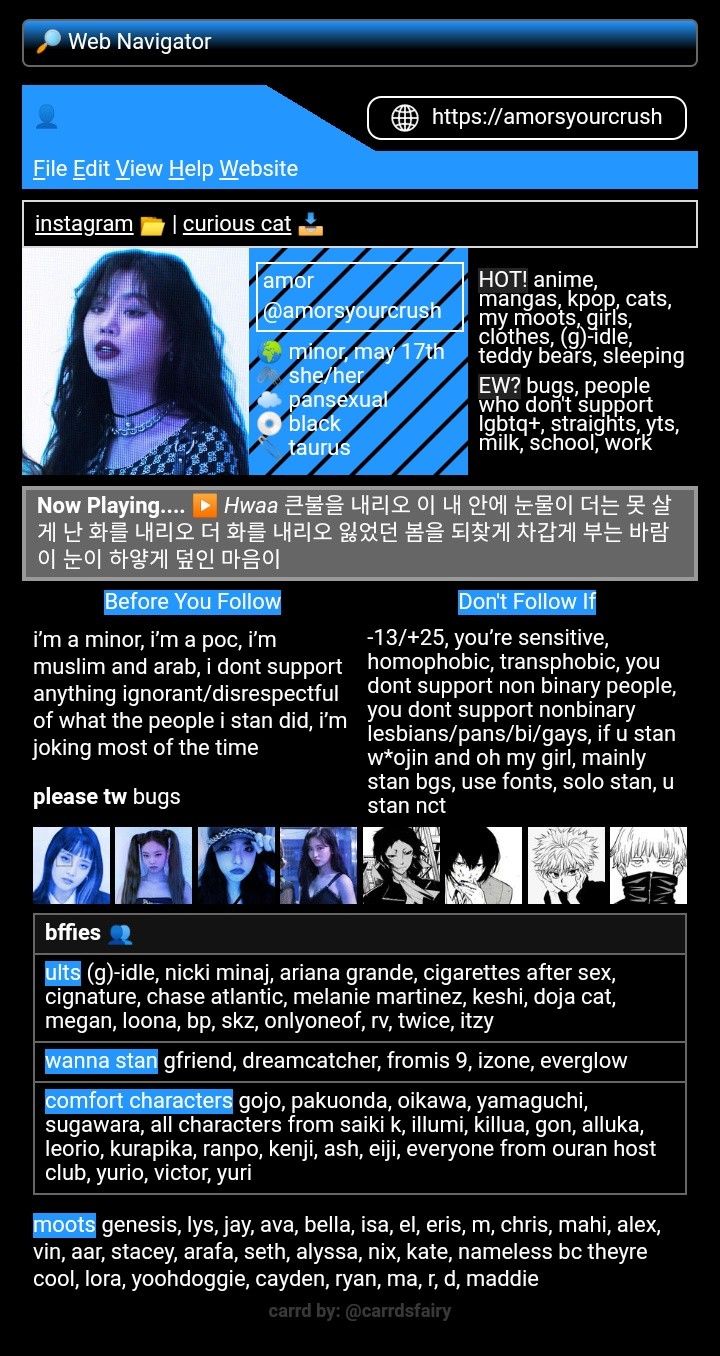 Web Navigator
https://amorsyourcrush
File Edit View Help Website
instagram | curious cat
amor
@amorsyourcrush
minor, may 17th
she/her
pansexual
black
taurus
HOT! anime,
mangas, kpop, cats,
my moots, girls,
clothes, (g)-idle,
teddy bears, sleeping
EW? bugs, people
who don't support
lgbtq+, straights, yts,
milk, school, work
Now Playing.... ▶️ Hwaa 큰불을 내리오 이 내 안에 눈물이 더는 못 살
게 난 화를 내리오 더 화를 내리오 잃었던 봄을 되찾게 차갑게 부는 바람
이 눈이 하얗게 덮인 마음이
Before You Follow
i’m a minor, i’m a poc, i’m
muslim and arab, i dont support
anything ignorant/disrespectful
of what the people i stan did, i’m
joking most of the time
please tw bugs
Don't Follow If
-13/+25, you’re sensitive,
homophobic, transphobic, you
dont support non binary people,
you dont support nonbinary
lesbians/pans/bi/gays, if u stan
w*ojin and oh my girl, mainly
stan bgs, use fonts, solo stan, u
stan nct
bffies
ults (g)-idle, nicki minaj, ariana grande, cigarettes after sex,
cignature, chase atlantic, melanie martinez, keshi, doja cat,
megan, loona, bp, skz, onlyoneof, rv, twice, itzy
wanna stan gfriend, dreamcatcher, fromis 9, izone, everglow
comfort characters gojo, pakuonda, oikawa, yamaguchi,
sugawara, all characters from saiki k, illumi, killua, gon, alluka,
leorio, kurapika, ranpo, kenji, ash, eiji, everyone from ouran host
club, yurio, victor, yuri
moots genesis, lys, jay, ava, bella, isa, el, eris, m, chris, mahi, alex,
vin, aar, stacey, arafa, seth, alyssa, nix, kate, nameless bc theyre
cool, lora, yoohdoggie, cayden, ryan, ma, r, d, maddie
carrd by: @carrdsfairy